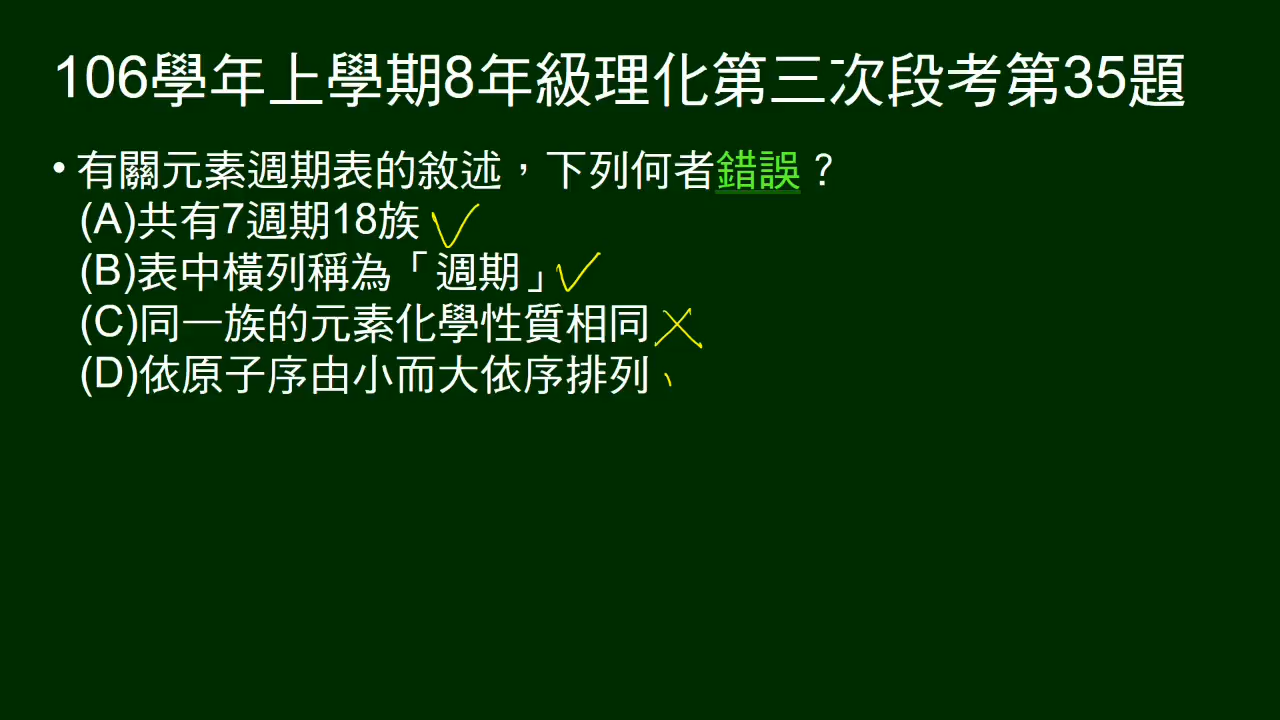 106學年上學期8年級理化第三次段考第35題
• 有關元素週期表的敘述，下列何者錯誤？
(A)共有7週期18族
(B)表中橫列稱為「週期」
(C)同一族的元素化學性質相同
(D)依原子序由小而大依序排列